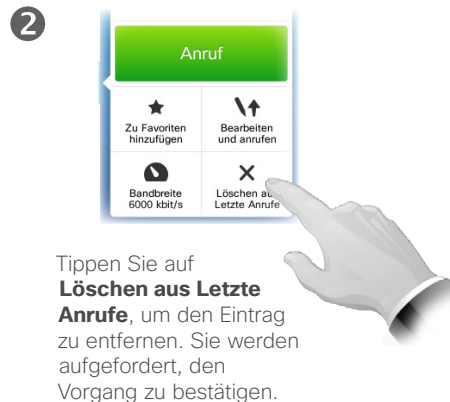 2
Anruf
Zu Favoriten
hinzufügen
Bearbeiten
und anrufen
Bandbreite
6000 kbit/s
Löschen aus
Letzte Anrufe
Tippen Sie auf
Löschen aus Letzte
Anrufe, um den Eintrag
zu entfernen. Sie werden
aufgefordert, den
Vorgang zu bestätigen.